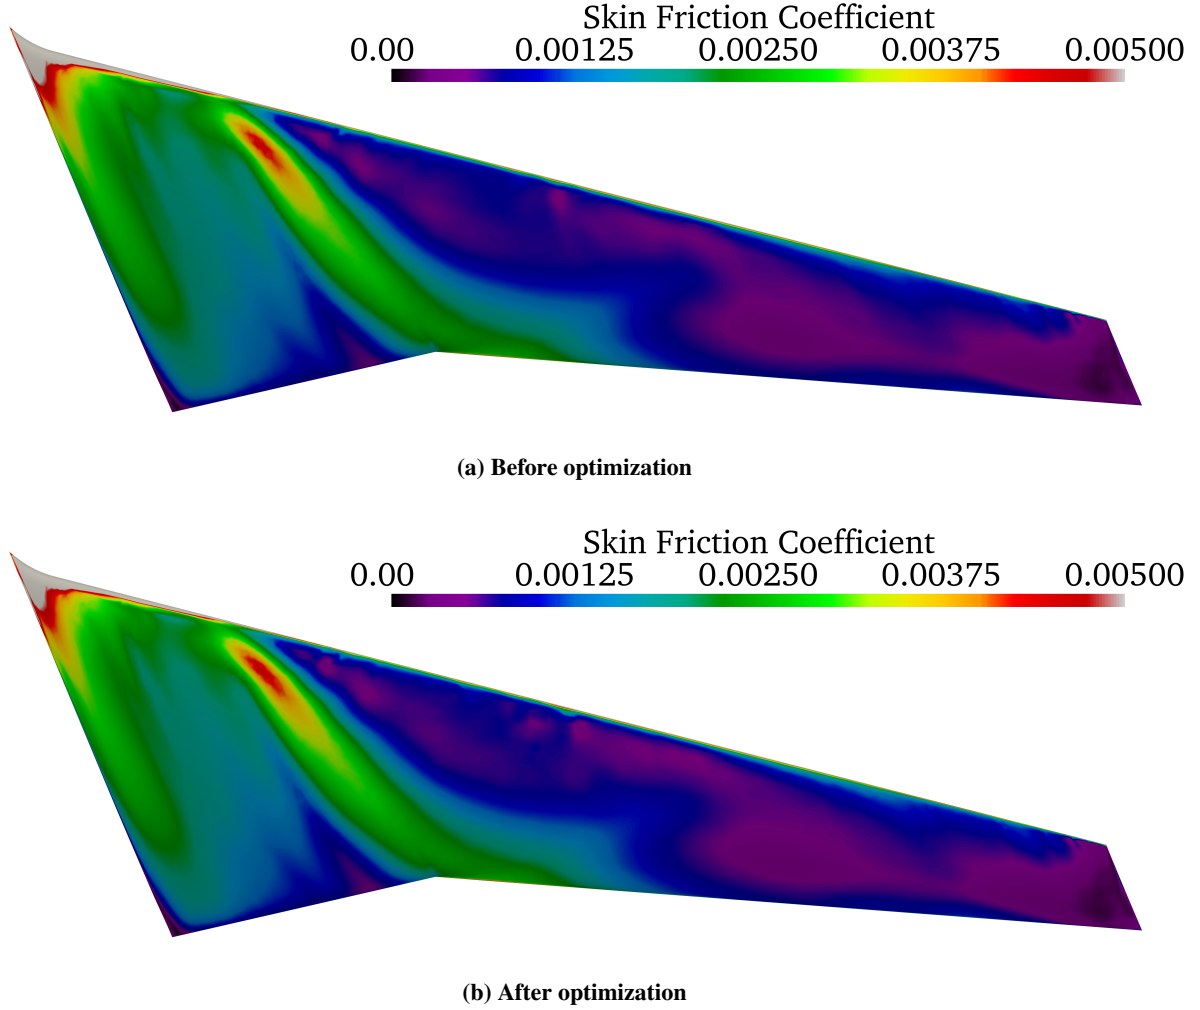 Skin Friction Coefficient
0.00 0.00125 0.00250 0.00375 0.00500
(a) Before optimization
Skin Friction Coefficient
0.00 0.00125 0.00250 0.00375 0.00500
(b) After optimization